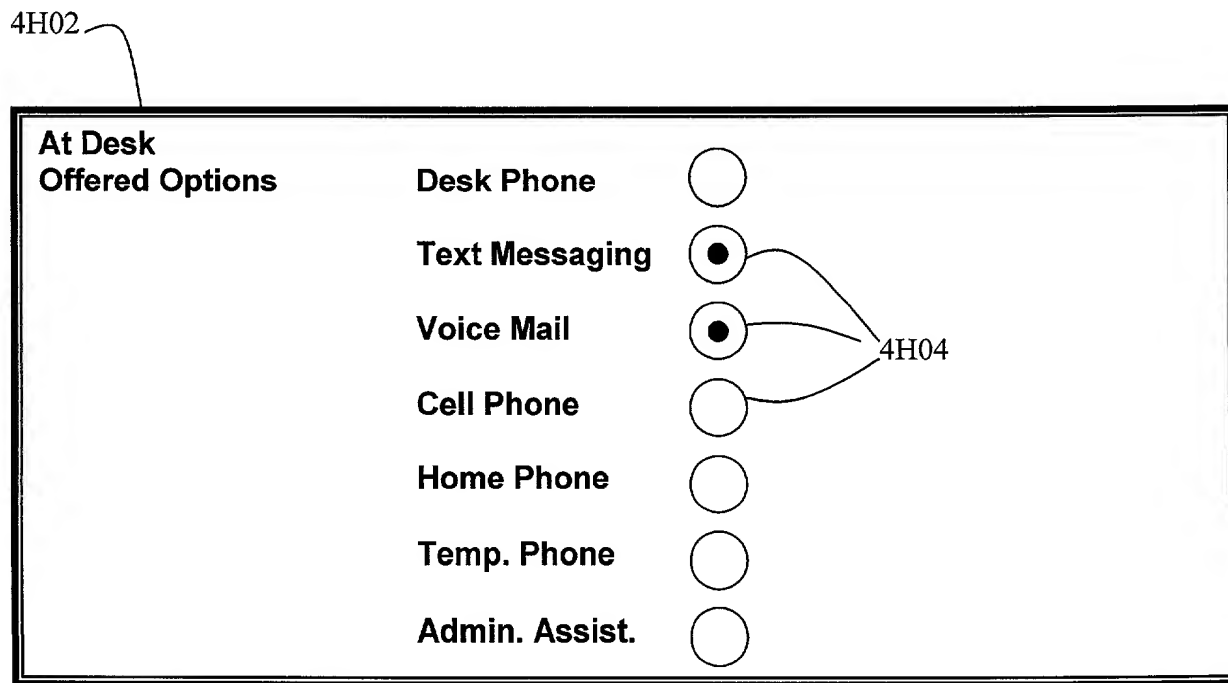 4H02
At Desk
Offered Options
Desk Phone
Text Messaging
Voice Mail
4H04
Cell Phone
Home Phone
Temp. Phone
Admin. Assist.